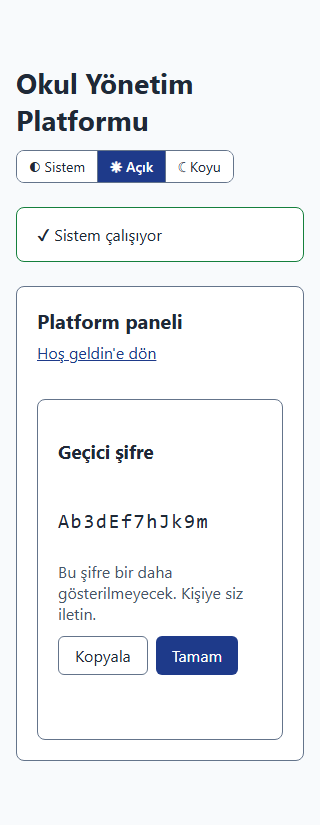 Okul Yönetim
Platformu
Sistem
Açık
Koyu
✓ Sistem çalışıyor
Platform paneli
Hoş geldin'e dön
Geçici şifre
Ab3dEf7hJk9m
Bu şifre bir daha
gösterilmeyecek. Kişiye siz
iletin.
Kopyala
Tamam